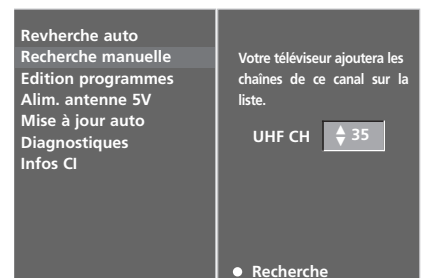 Revherche auto
Recherche manuelle
Edition programmes
Alim. antenne 5V
Mise à jour auto
Diagnostiques
Infos CI
Votre téléviseur ajoutera les
chaînes de ce canal sur la
liste.
UHF CH 35
Recherche